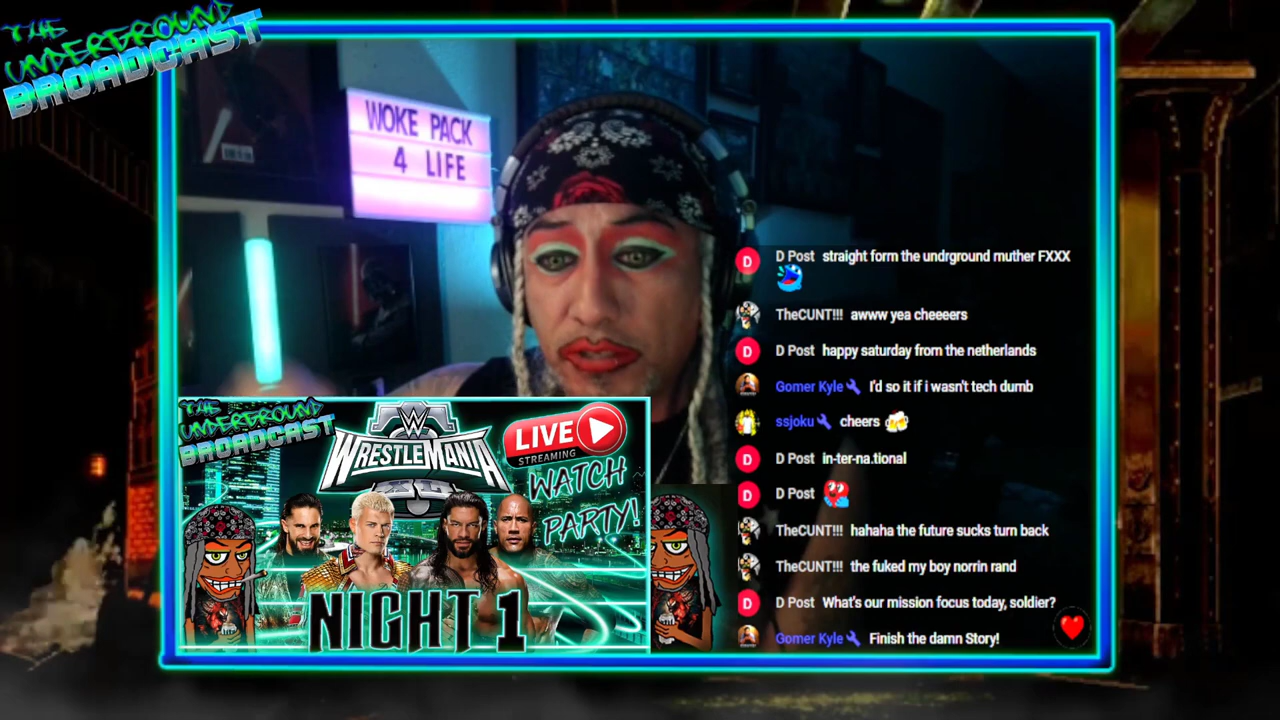 THE
UNDERGROUND
BROADCAST
WOKE PACK
4 LIFE
D Post straight form the undrground muther FXXX
TheCUNT!!! awww yea cheeeers
D Post happy saturday from the netherlands
Gomer Kyle I'd so it if i wasn't tech dumb
ssjoku cheers
D Post in-ter-na.tional
D Post
TheCUNT!!! hahaha the future sucks turn back
TheCUNT!!! the fuked my boy norrin rand
D Post What's our mission focus today, soldier?
Gomer Kyle Finish the damn Story!
THE
UNDERGROUND
BROADCAST
W
WRESTLEMANIA
XL
LIVE
STREAMING
WATCH
PARTY!
NIGHT 1